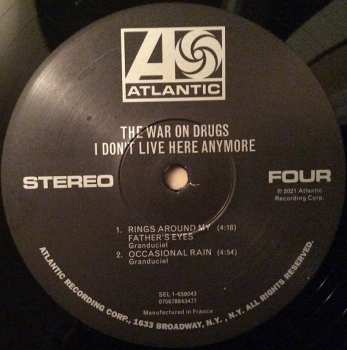 ATLANTIC
THE WAR ON DRUGS
I DON'T LIVE HERE ANYMORE
STEREO
FOUR
℗ 2021 Atlantic
Recording Corp.
1. RINGS AROUND MY (4:18)
FATHER'S EYES
Granduciel
2. OCCASIONAL RAIN (4:54)
Granduciel
SEL 1-659043
075678643477
Manufactured in France
ATLANTIC RECORDING CORP., 1633 BROADWAY, N.Y., N.Y. ALL RIGHTS RESERVED.